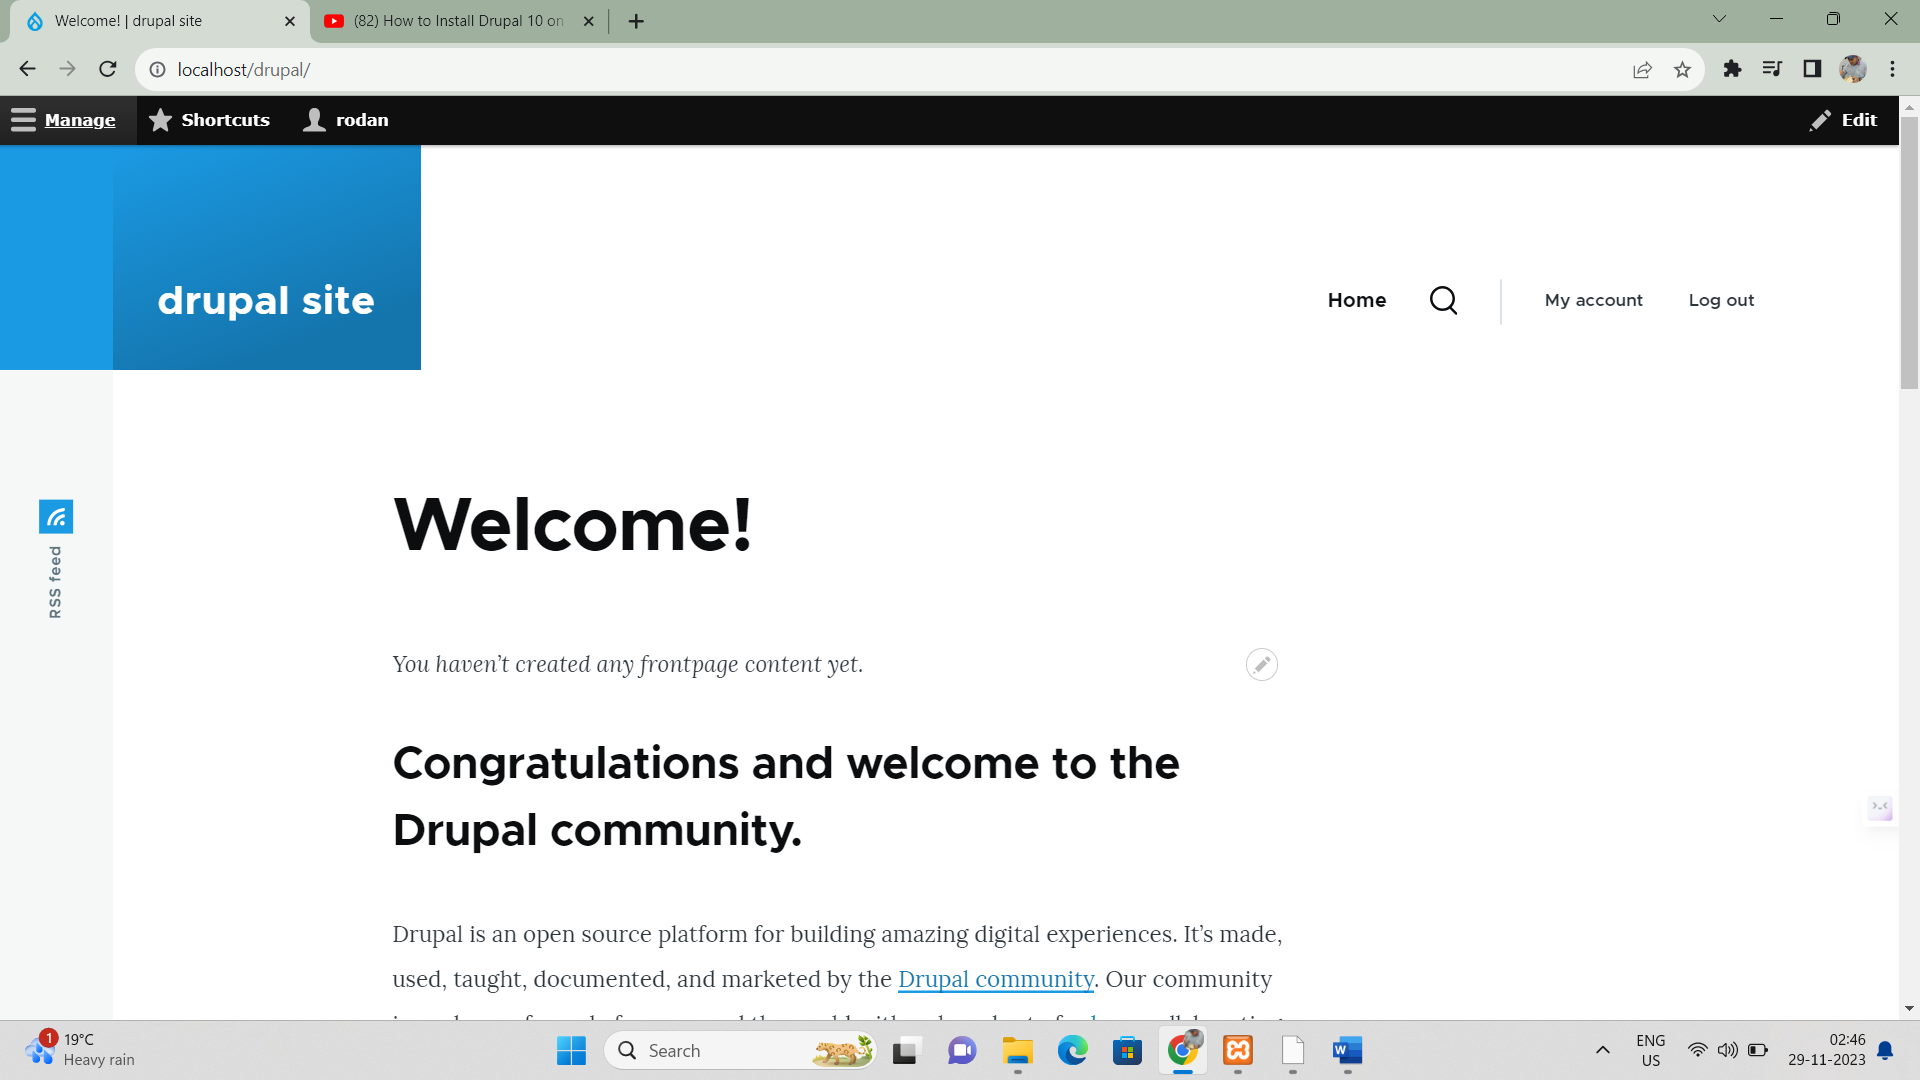 Welcome! | drupal site
(82) How to Install Drupal 10 on
localhost/drupal/
Manage
Shortcuts
rodan
Edit
drupal site
Home
My account
Log out
RSS feed
Welcome!
You haven’t created any frontpage content yet.
Congratulations and welcome to the
Drupal community.
Drupal is an open source platform for building amazing digital experiences. It’s made,
used, taught, documented, and marketed by the Drupal community. Our community
1
19°C
Heavy rain
Search
W
ENG
US
02:46
29-11-2023